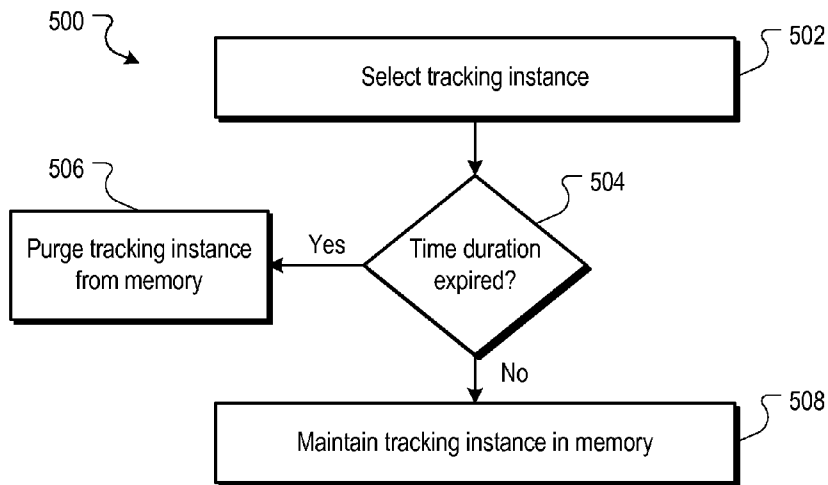 500
502
Select tracking instance
506
504
Purge tracking instance
from memory
Yes
Time duration
expired?
No
508
Maintain tracking instance in memory